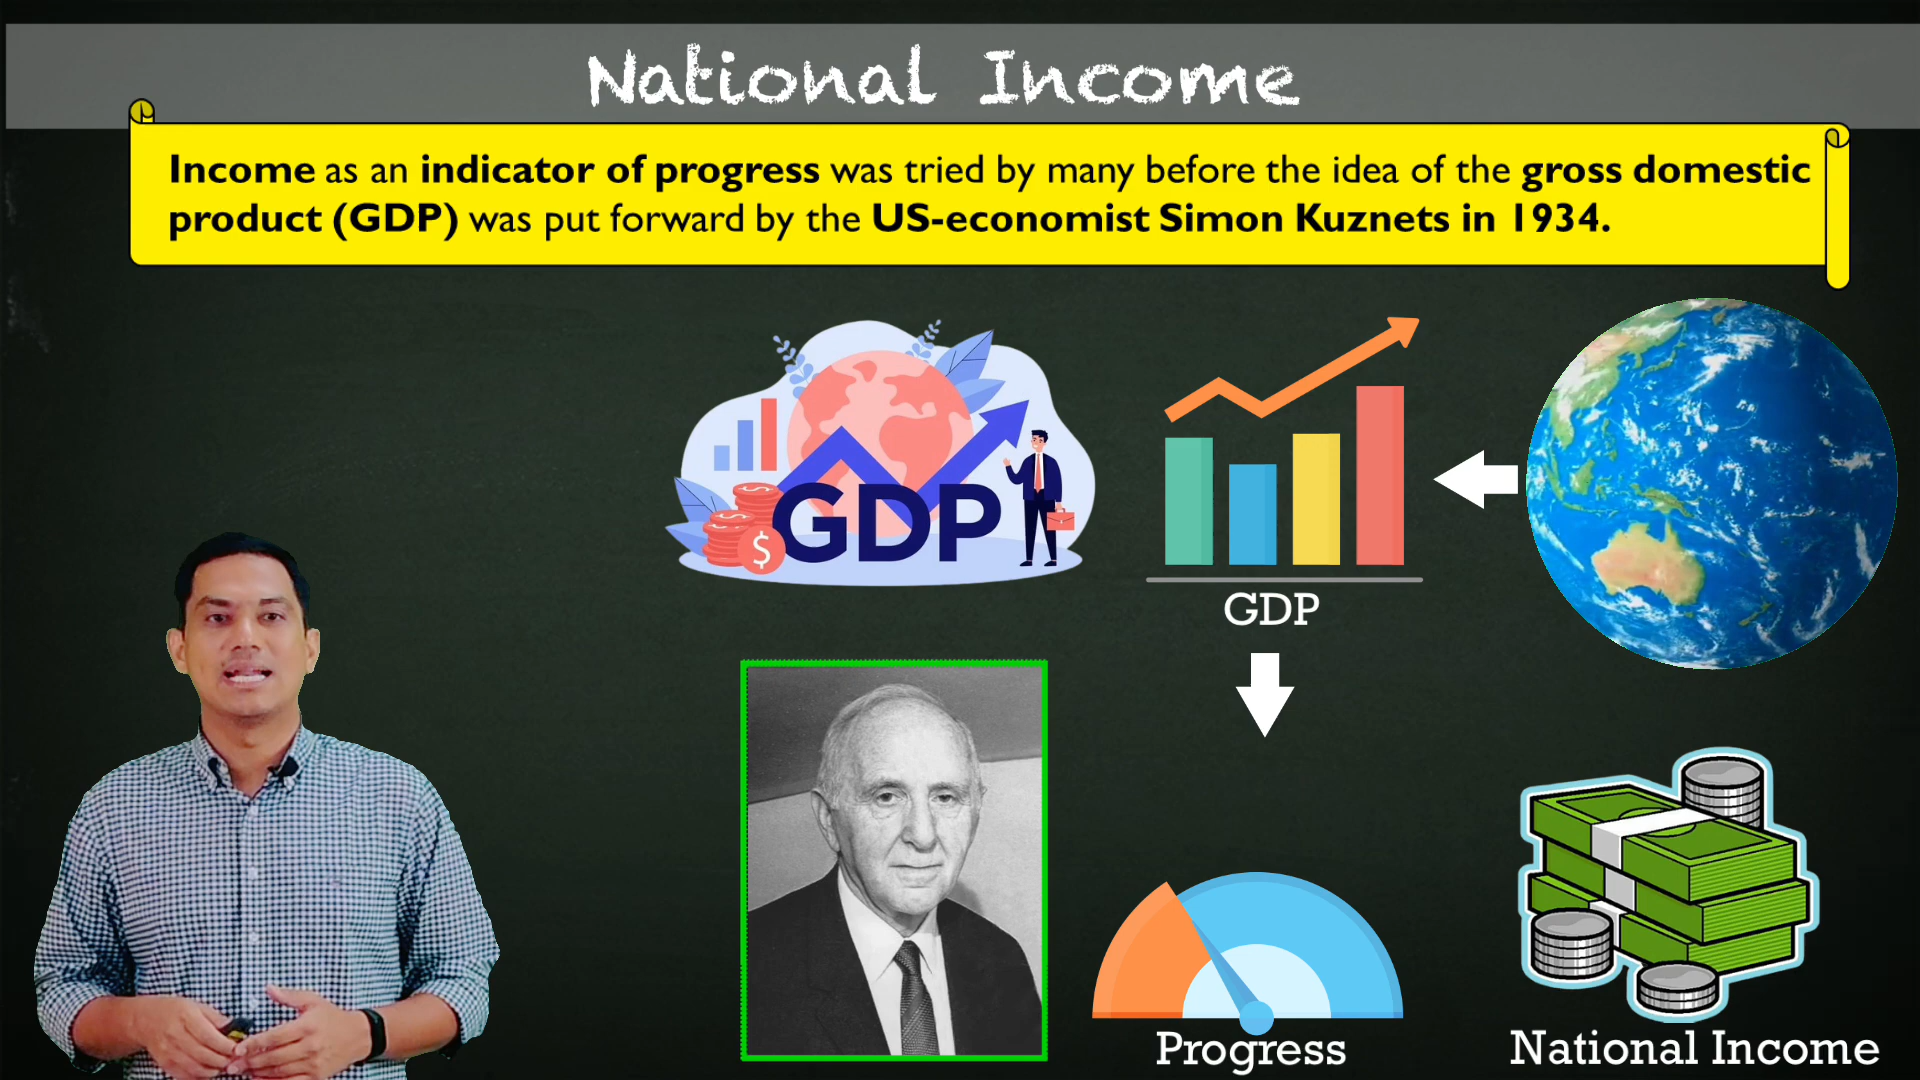 National Income
Income as an indicator of progress was tried by many before the idea of the gross domestic
product (GDP) was put forward by the US-economist Simon Kuznets in 1934.
GDP
$
GDP
Progress
National Income